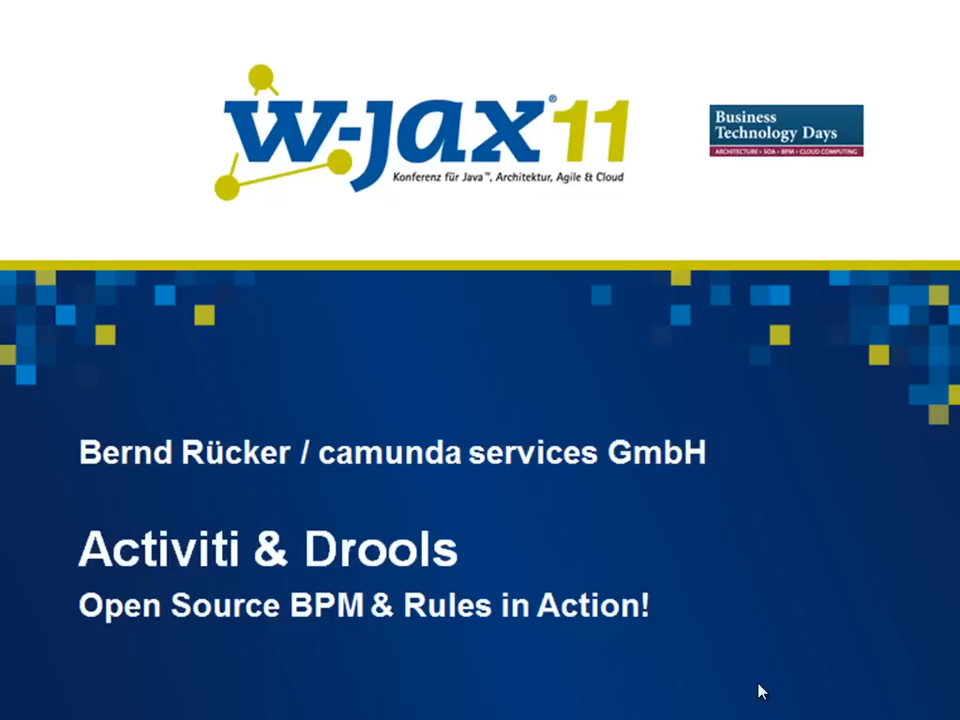 w-jax® 11
Konferenz für Java™, Architektur, Agile & Cloud
Business
Technology Days
ARCHITECTURE • SOA • BPM • CLOUD COMPUTING
Bernd Rücker / camunda services GmbH
Activiti & Drools
Open Source BPM & Rules in Action!